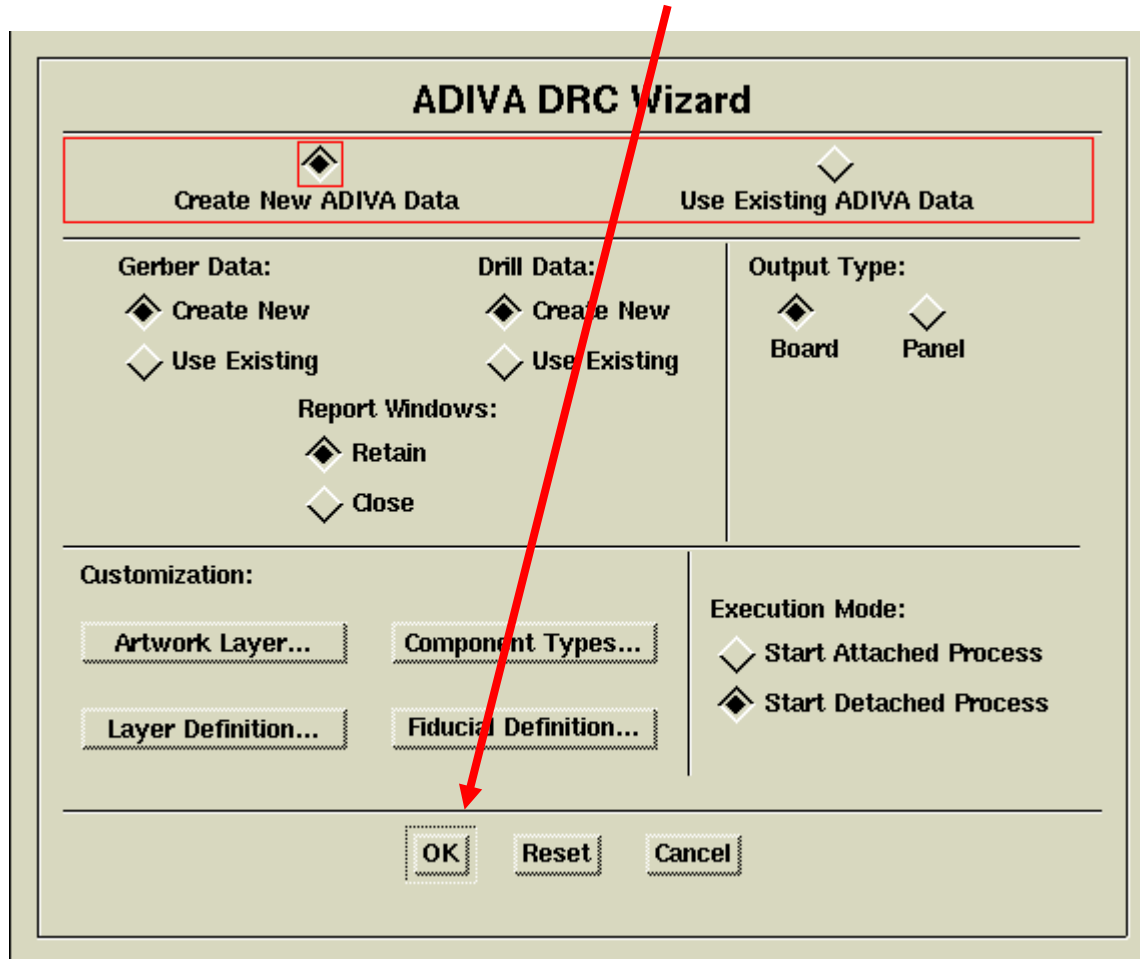 ADIVA DRC Wizard
Create New ADIVA Data
Use Existing ADIVA Data
Gerber Data:
Create New
Use Existing
Drill Data:
Create New
Use Existing
Report Windows:
Retain
Close
Output Type:
Board
Panel
Customization:
Artwork Layer...
Component Types...
Layer Definition...
Fiducial Definition...
Execution Mode:
Start Attached Process
Start Detached Process
OK
Reset
Cancel